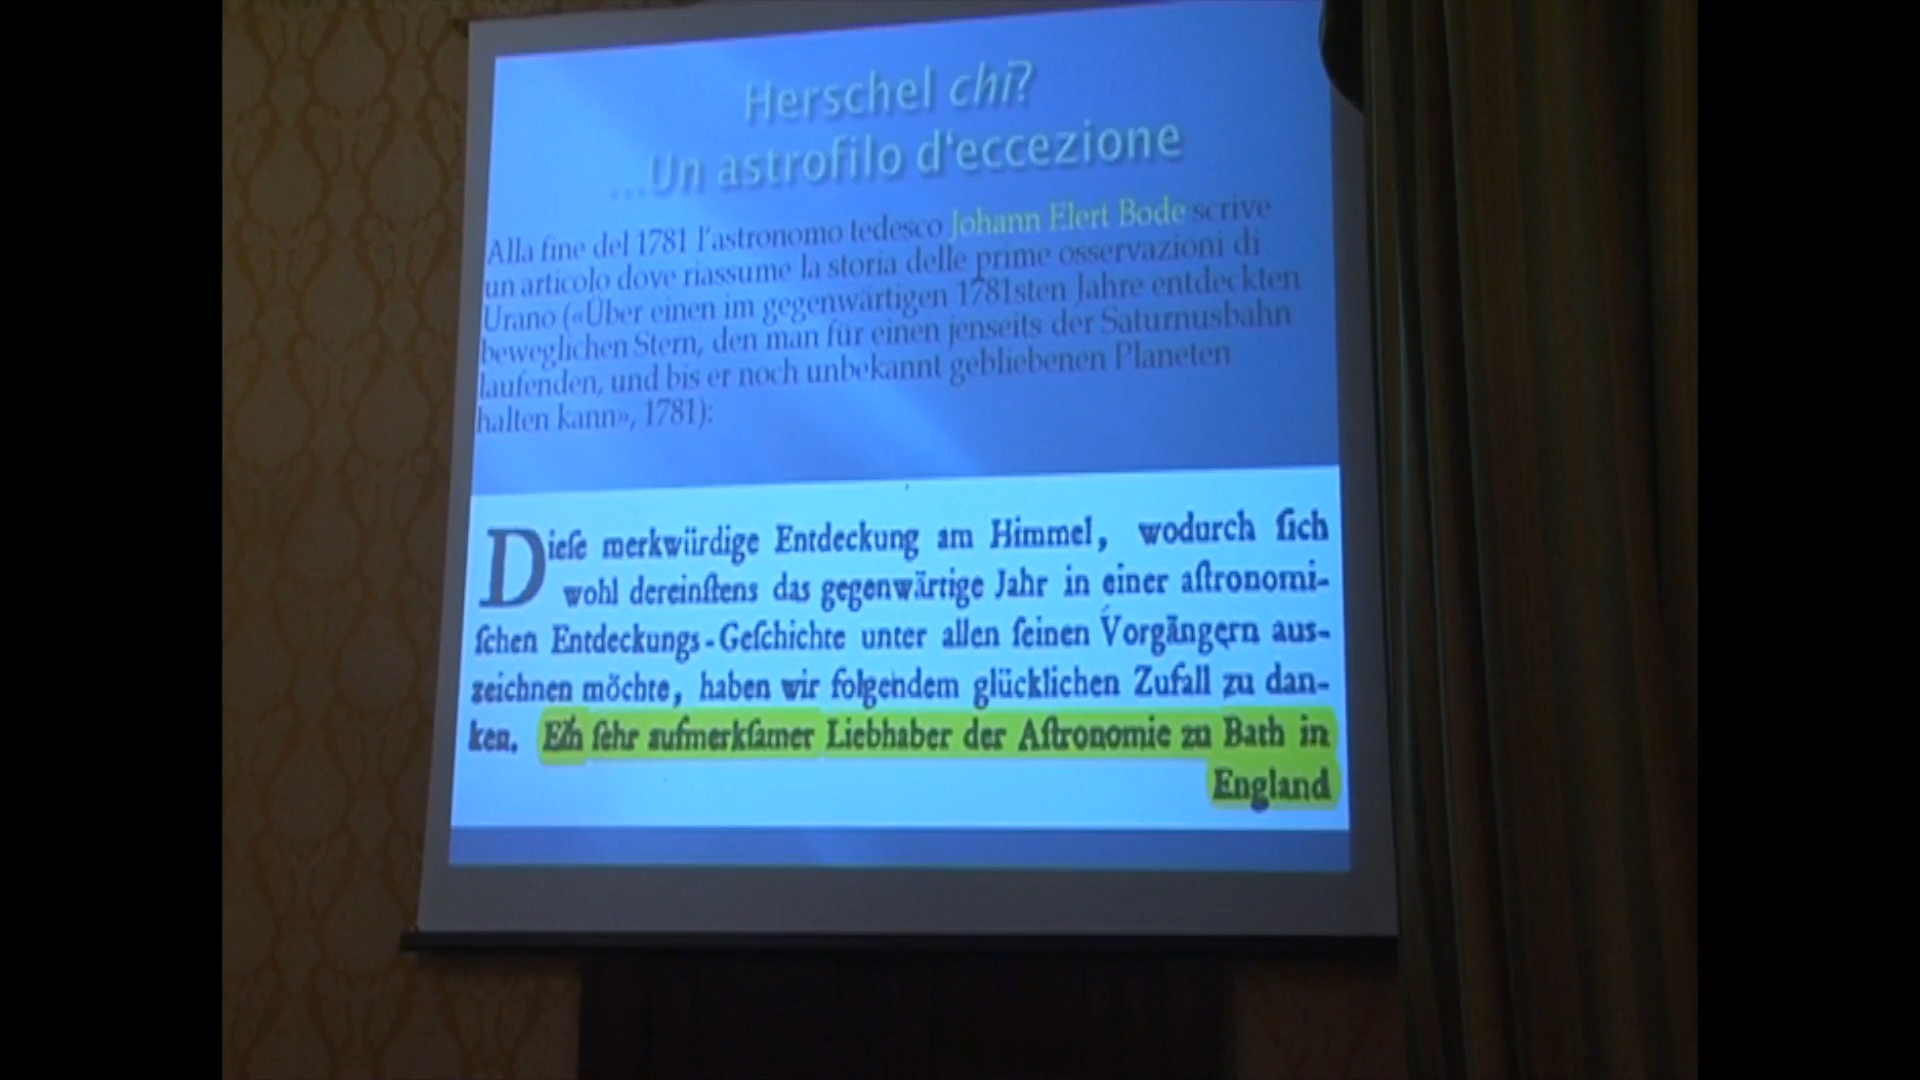 Herschel chi?
...Un astrofilo d'eccezione
Alla fine del 1781 l'astronomo tedesco Johann Elert Bode scrive
un articolo dove riassume la storia delle prime osservazioni di
Urano («Über einen im gegenwärtigen 1781sten Jahre entdeckten
beweglichen Stern, den man für einen jenseits der Saturnusbahn
laufenden, und bis er noch unbekannt gebliebenen Planeten
halten kann», 1781):
Dieſe merkwürdige Entdeckung am Himmel, wodurch ſich
wohl dereinſtens das gegenwärtige Jahr in einer aſtronomi-
ſchen Entdeckungs-Geſchichte unter allen ſeinen Vorgängern aus-
zeichnen möchte, haben wir folgendem glücklichen Zufall zu dan-
ken. Ein ſehr aufmerkſamer Liebhaber der Aſtronomie zu Bath in
England